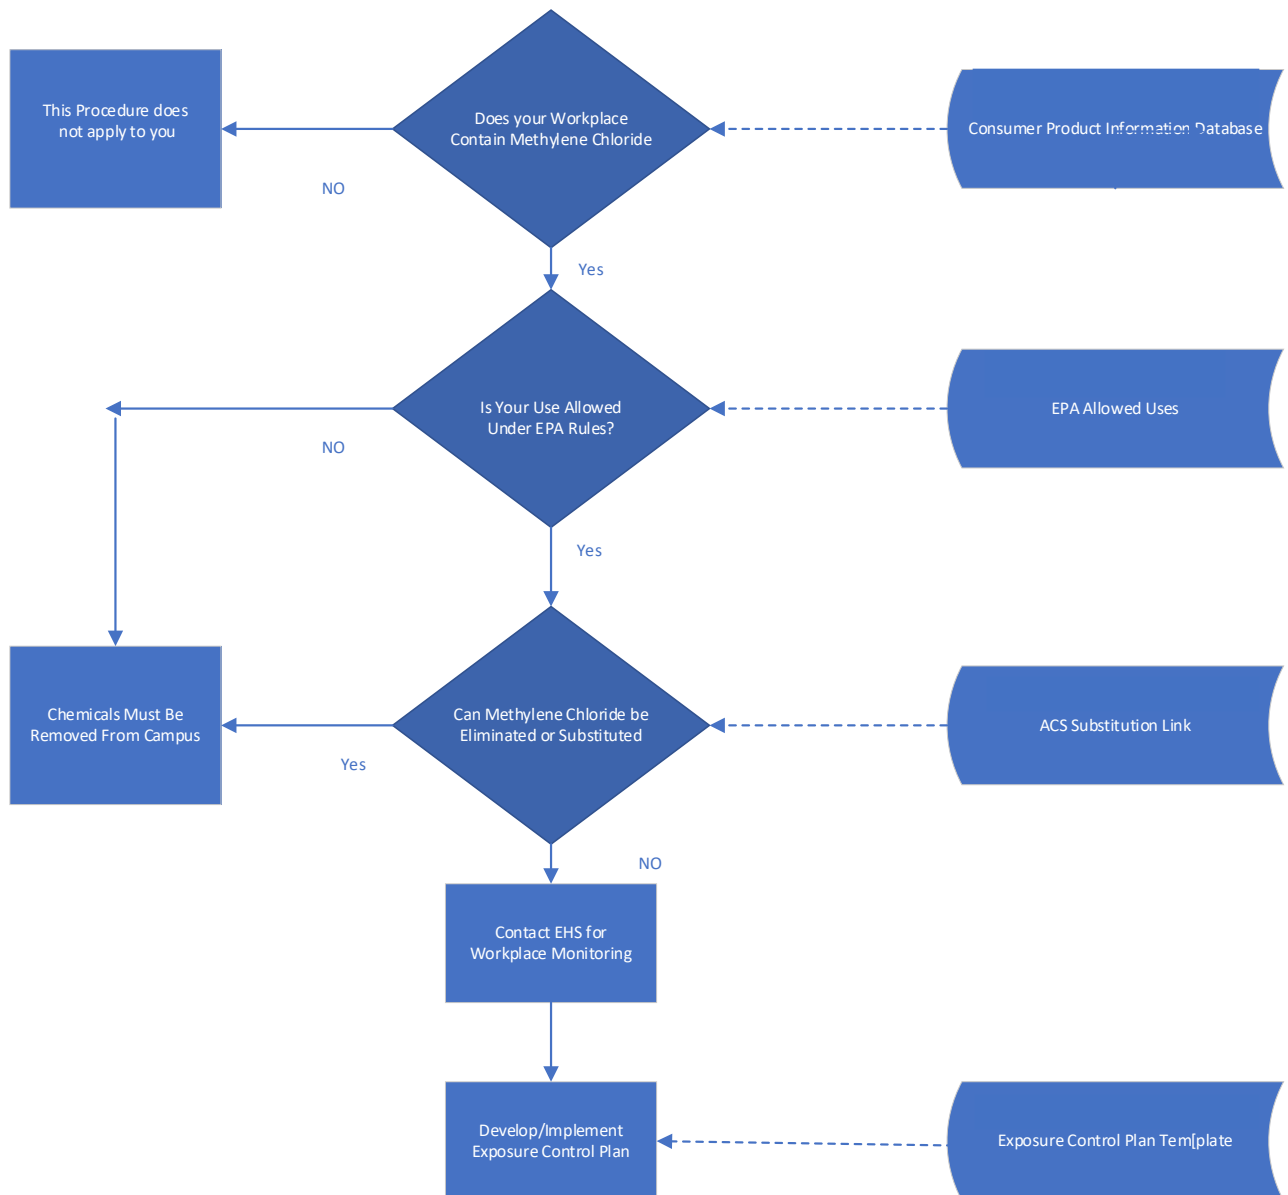 This Procedure does
not apply to you
Does your Workplace
Contain Methylene Chloride
Consumer Product Information Database
NO
Yes
Is Your Use Allowed
Under EPA Rules?
EPA Allowed Uses
NO
Yes
Chemicals Must Be
Removed From Campus
Can Methylene Chloride be
Eliminated or Substituted
ACS Substitution Link
Yes
NO
Contact EHS for
Workplace Monitoring
Develop/Implement
Exposure Control Plan
Exposure Control Plan Tem[plate